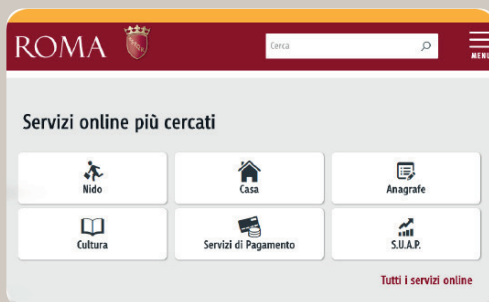 ROMA
Cerca
MENU
Servizi online più cercati
Nido
Casa
Anagrafe
Cultura
Servizi di Pagamento
S.U.A.P.
Tutti i servizi online